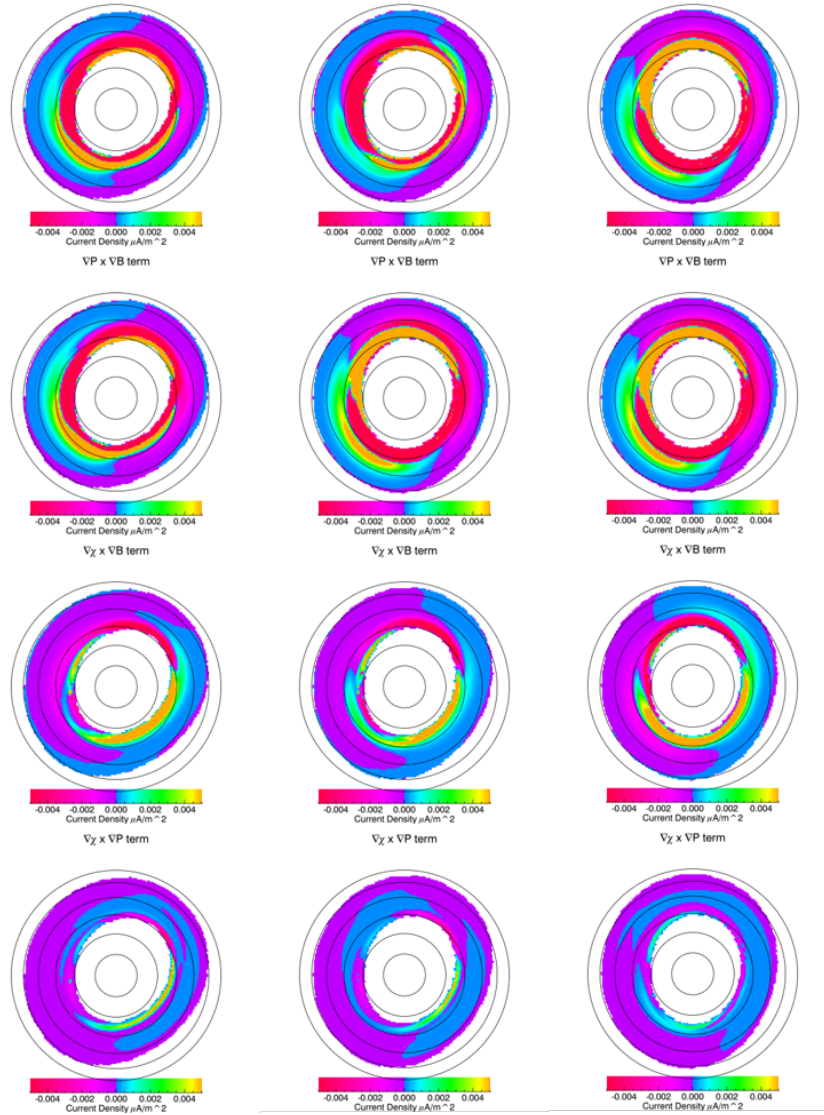 -0.004 -0.002 0.000 0.002 0.004 -0.004 -0.002 0.000 0.002 0.004 -0.004 -0.002 0.000 0.002 0.004
Current Density μA/m^2 Current Density μA/m^2 Current Density μA/m^2
∇P x ∇B term ∇P x ∇B term ∇P x ∇B term
-0.004 -0.002 0.000 0.002 0.004 -0.004 -0.002 0.000 0.002 0.004 -0.004 -0.002 0.000 0.002 0.004
Current Density μA/m^2 Current Density μA/m^2 Current Density μA/m^2
∇χ x ∇B term ∇χ x ∇B term ∇χ x ∇B term
-0.004 -0.002 0.000 0.002 0.004 -0.004 -0.002 0.000 0.002 0.004 -0.004 -0.002 0.000 0.002 0.004
Current Density μA/m^2 Current Density μA/m^2 Current Density μA/m^2
∇χ x ∇P term ∇χ x ∇P term ∇χ x ∇P term
-0.004 -0.002 0.000 0.002 0.004 -0.004 -0.002 0.000 0.002 0.004 -0.004 -0.002 0.000 0.002 0.004
Current Density μA/m^2 Current Density μA/m^2 Current Density μA/m^2